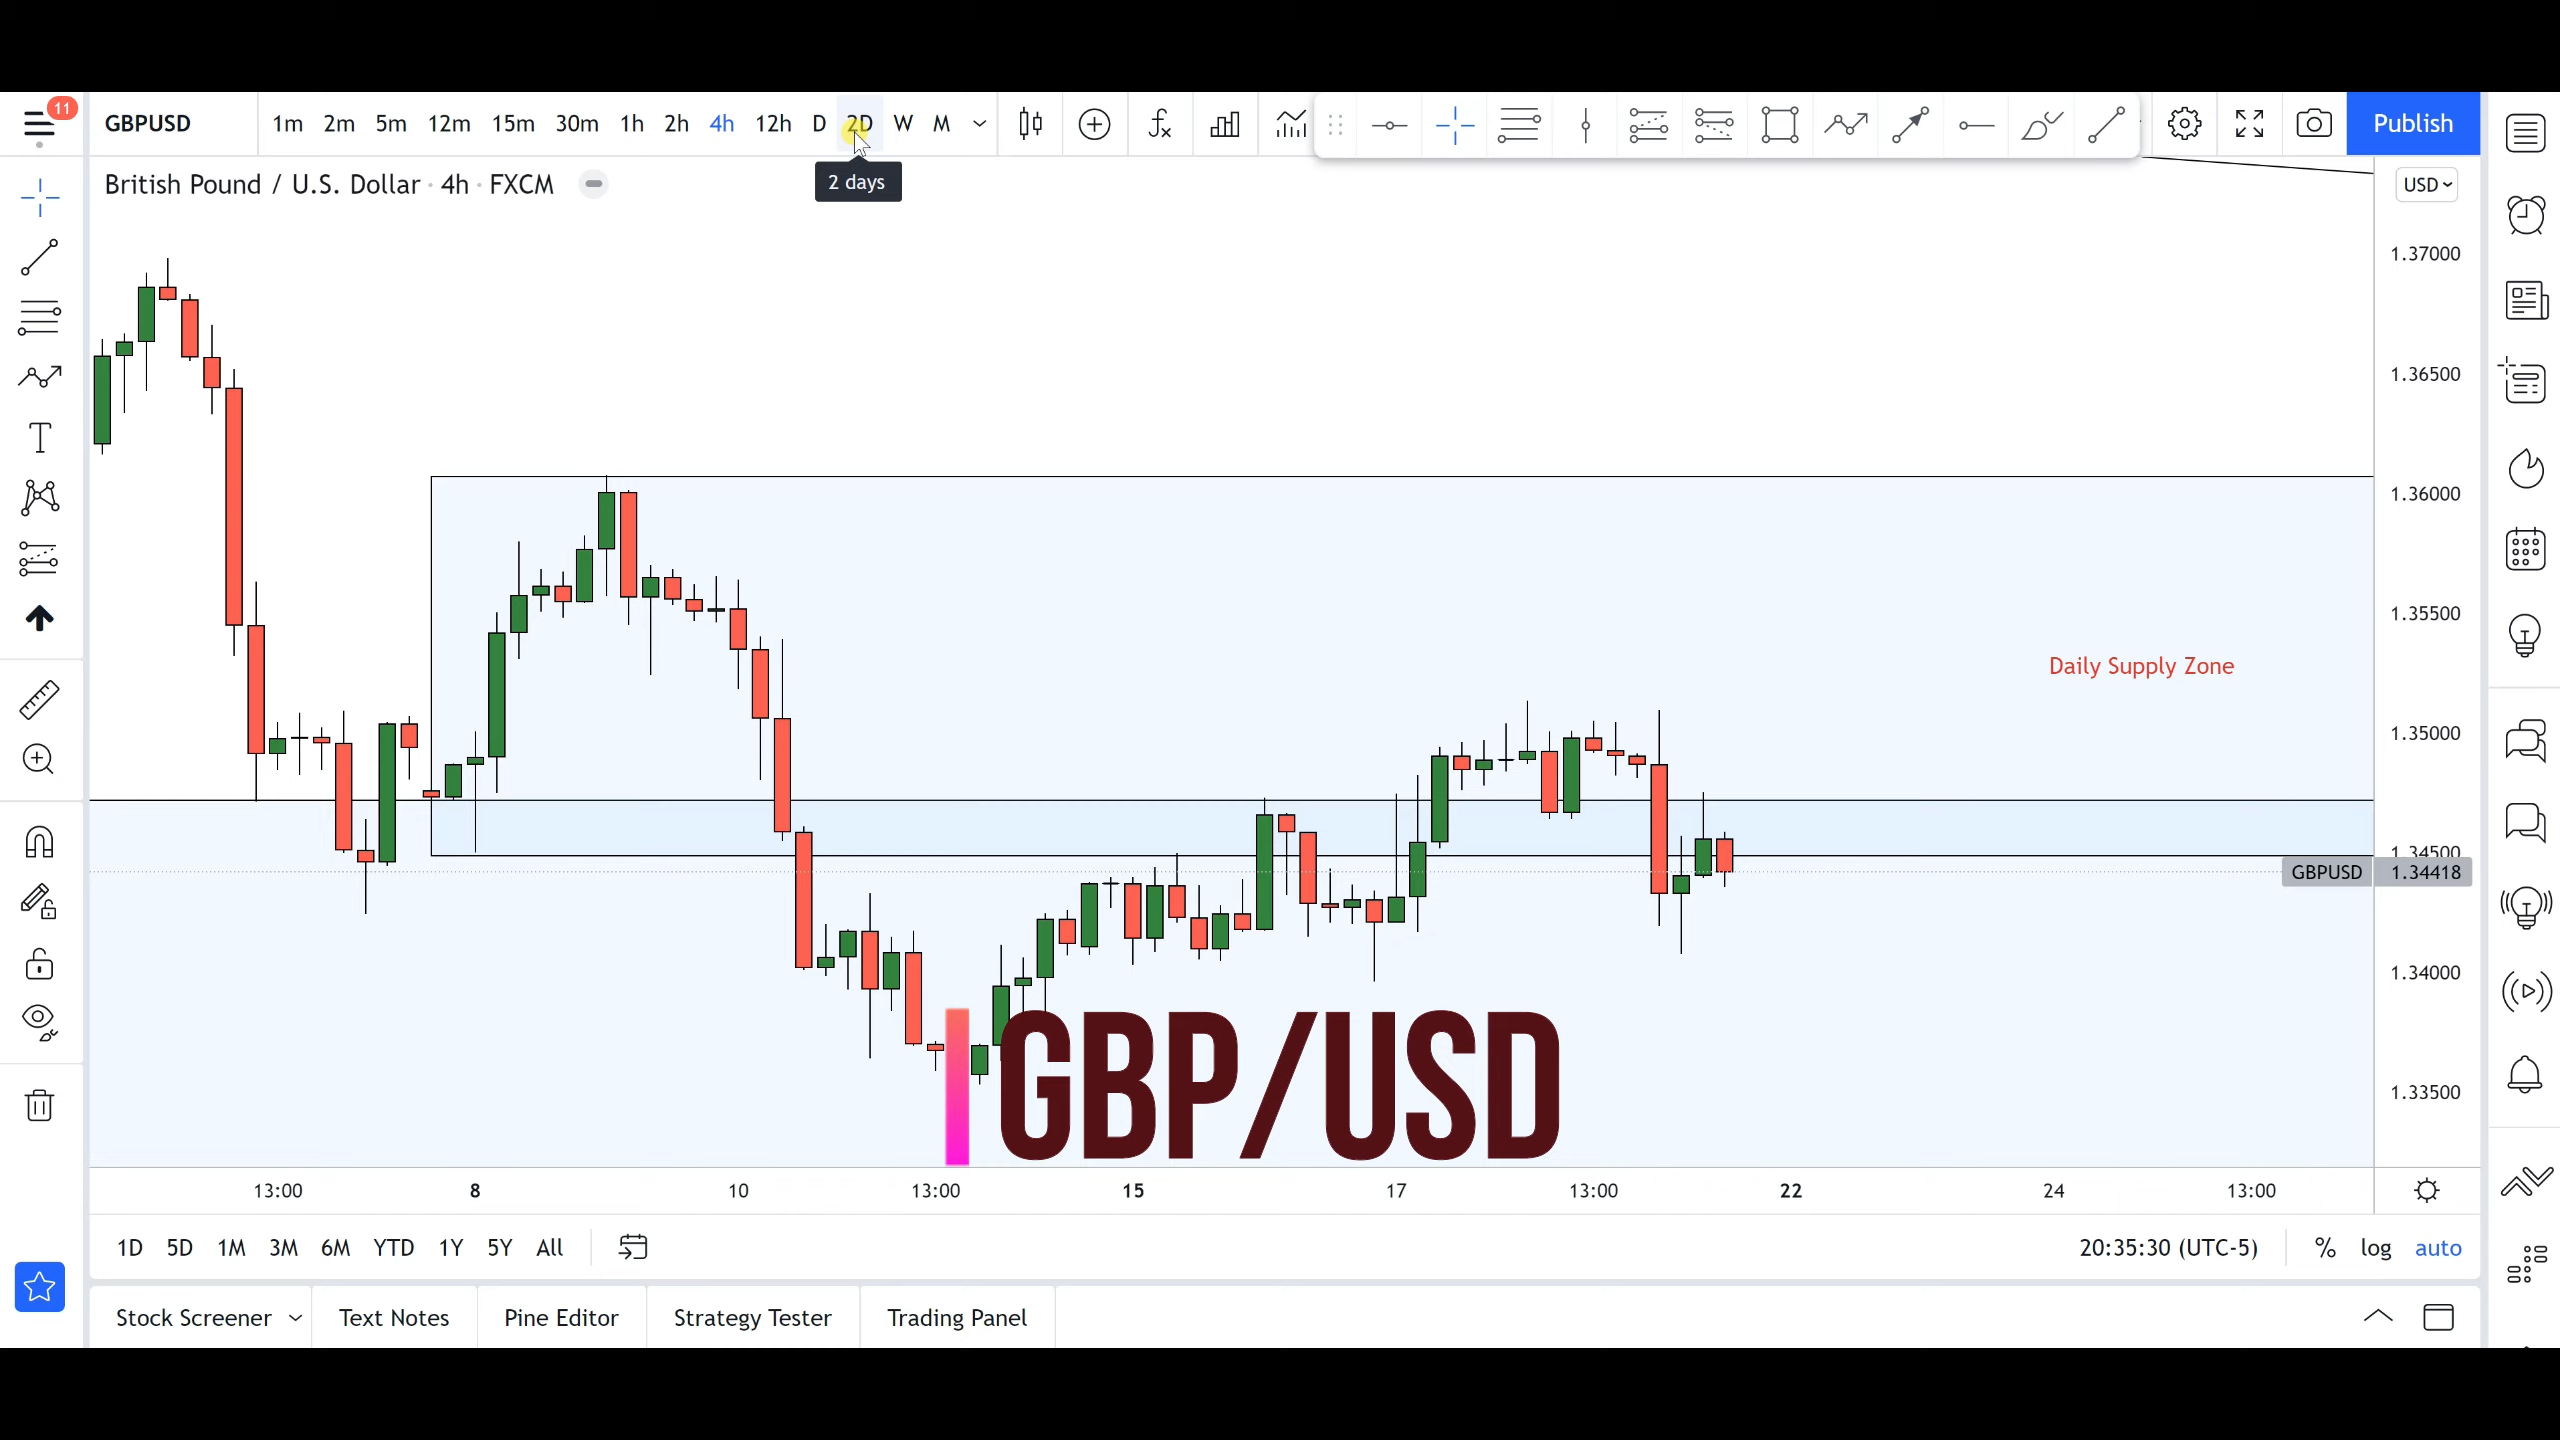 11
GBPUSD 1m 2m 5m 12m 15m 30m 1h 2h 4h 12h D 2D W M Publish
British Pound / U.S. Dollar · 4h · FXCM
2 days
USD
1.37000
1.36500
1.36000
1.35500
Daily Supply Zone
1.35000
1.34500
GBPUSD 1.34418
1.34000
1.33500
GBP/USD
13:00 8 10 13:00 15 17 13:00 22 24 13:00
1D 5D 1M 3M 6M YTD 1Y 5Y All 20:35:30 (UTC-5) % log auto
Stock Screener Text Notes Pine Editor Strategy Tester Trading Panel